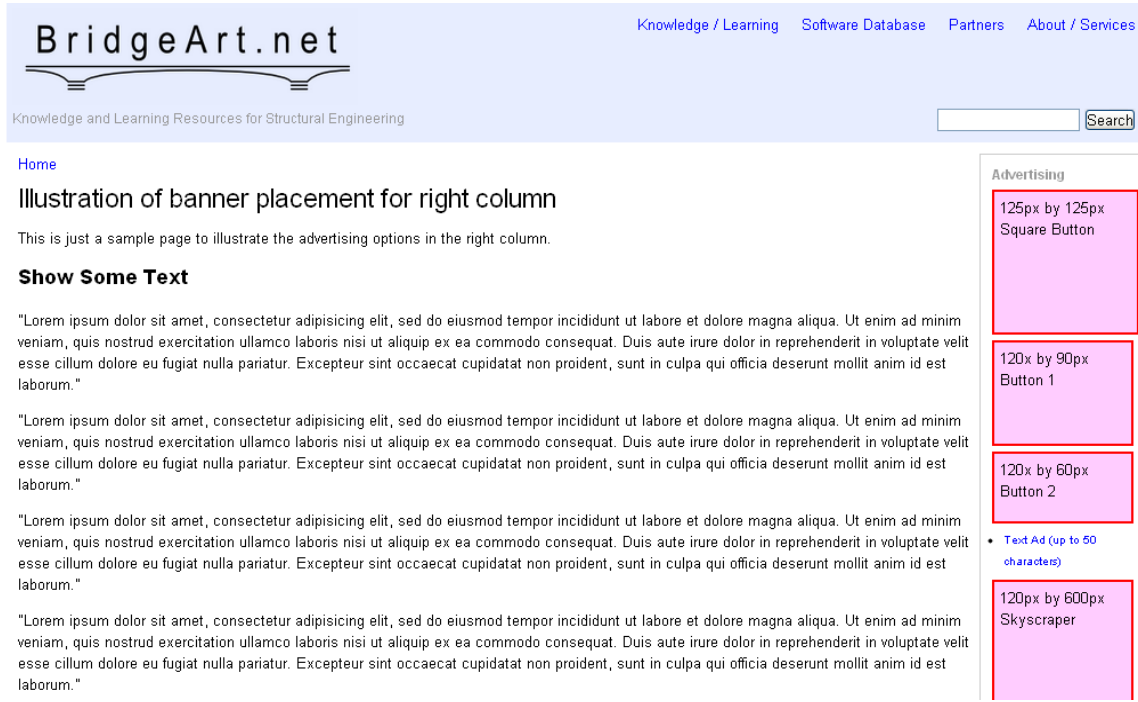 BridgeArt.net
Knowledge / Learning Software Database Partners About / Services
Knowledge and Learning Resources for Structural Engineering
Search
Home
Illustration of banner placement for right column
This is just a sample page to illustrate the advertising options in the right column.
Show Some Text
"Lorem ipsum dolor sit amet, consectetur adipisicing elit, sed do eiusmod tempor incididunt ut labore et dolore magna aliqua. Ut enim ad minim
veniam, quis nostrud exercitation ullamco laboris nisi ut aliquip ex ea commodo consequat. Duis aute irure dolor in reprehenderit in voluptate velit
esse cillum dolore eu fugiat nulla pariatur. Excepteur sint occaecat cupidatat non proident, sunt in culpa qui officia deserunt mollit anim id est
laborum."
"Lorem ipsum dolor sit amet, consectetur adipisicing elit, sed do eiusmod tempor incididunt ut labore et dolore magna aliqua. Ut enim ad minim
veniam, quis nostrud exercitation ullamco laboris nisi ut aliquip ex ea commodo consequat. Duis aute irure dolor in reprehenderit in voluptate velit
esse cillum dolore eu fugiat nulla pariatur. Excepteur sint occaecat cupidatat non proident, sunt in culpa qui officia deserunt mollit anim id est
laborum."
"Lorem ipsum dolor sit amet, consectetur adipisicing elit, sed do eiusmod tempor incididunt ut labore et dolore magna aliqua. Ut enim ad minim
veniam, quis nostrud exercitation ullamco laboris nisi ut aliquip ex ea commodo consequat. Duis aute irure dolor in reprehenderit in voluptate velit
esse cillum dolore eu fugiat nulla pariatur. Excepteur sint occaecat cupidatat non proident, sunt in culpa qui officia deserunt mollit anim id est
laborum."
"Lorem ipsum dolor sit amet, consectetur adipisicing elit, sed do eiusmod tempor incididunt ut labore et dolore magna aliqua. Ut enim ad minim
veniam, quis nostrud exercitation ullamco laboris nisi ut aliquip ex ea commodo consequat. Duis aute irure dolor in reprehenderit in voluptate velit
esse cillum dolore eu fugiat nulla pariatur. Excepteur sint occaecat cupidatat non proident, sunt in culpa qui officia deserunt mollit anim id est
laborum."
Advertising
125px by 125px
Square Button
120x by 90px
Button 1
120x by 60px
Button 2
• Text Ad (up to 50
characters)
120px by 600px
Skyscraper